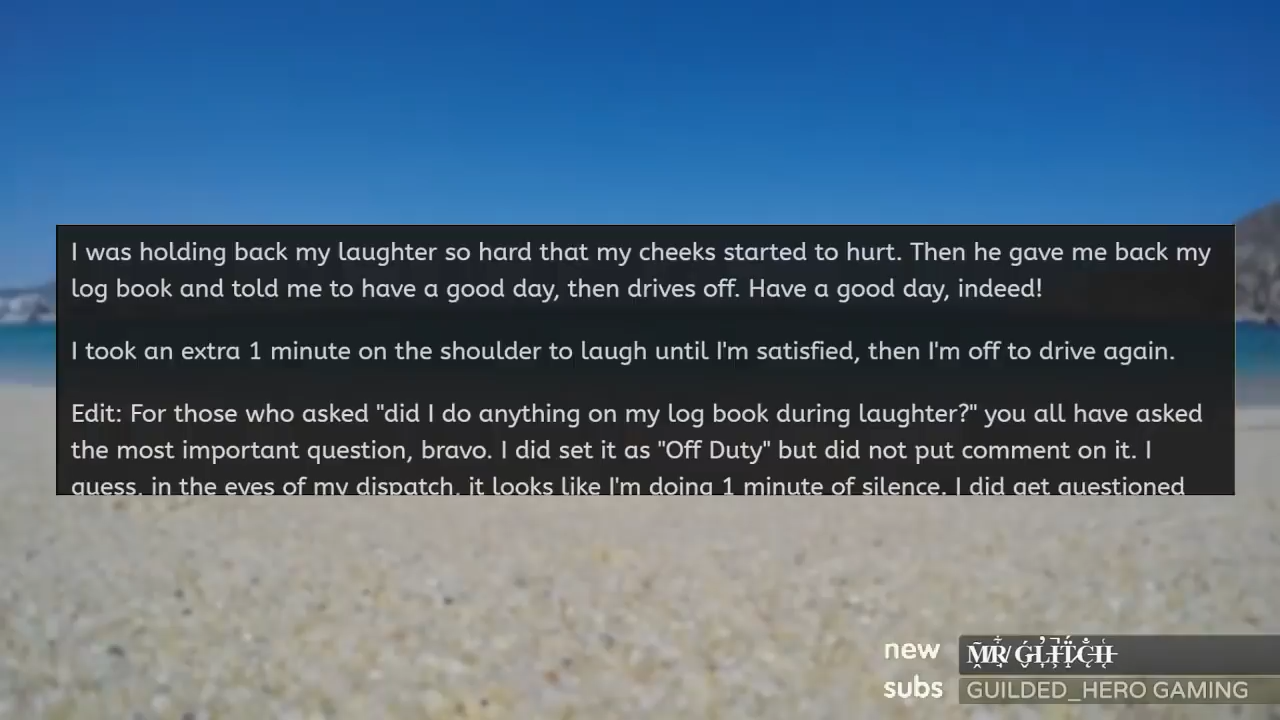 I was holding back my laughter so hard that my cheeks started to hurt. Then he gave me back my
log book and told me to have a good day, then drives off. Have a good day, indeed!
I took an extra 1 minute on the shoulder to laugh until I'm satisfied, then I'm off to drive again.
Edit: For those who asked "did I do anything on my log book during laughter?" you all have asked
the most important question, bravo. I did set it as "Off Duty" but did not put comment on it. I
guess, in the eyes of my dispatch, it looks like I'm doing 1 minute of silence. I did get questioned
new
subs
MR GLITCH
GUILDED_HERO GAMING